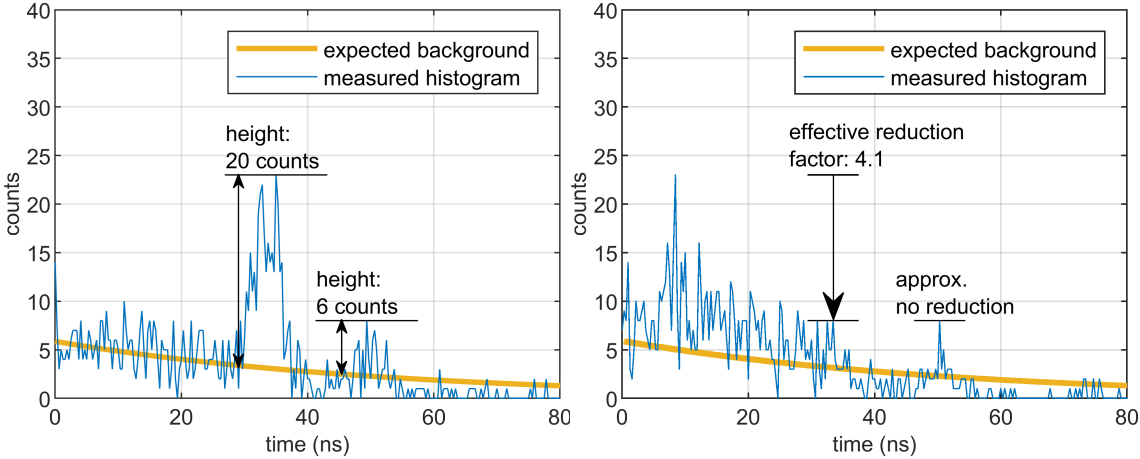 40
35
30
25
20
15
10
5
0
counts
expected background
measured histogram
height:
20 counts
height:
6 counts
0
20
40
60
80
time (ns)
40
35
30
25
20
15
10
5
0
counts
expected background
measured histogram
effective reduction
factor: 4.1
approx.
no reduction
0
20
40
60
80
time (ns)